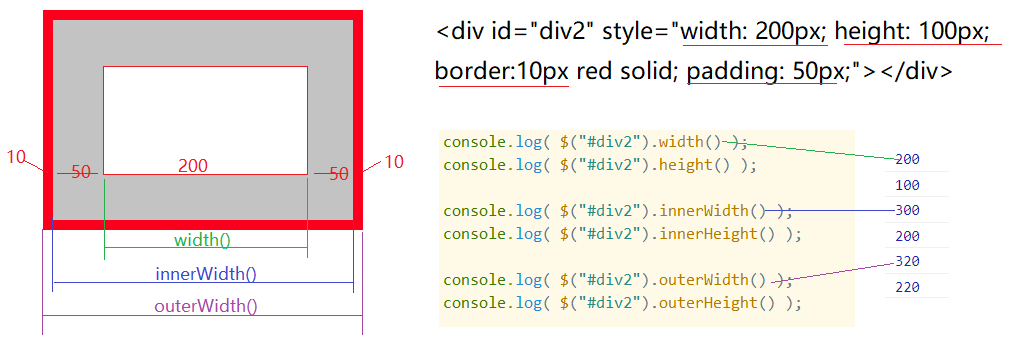 <div id="div2" style="width: 200px; height: 100px;
border:10px red solid; padding: 50px;"></div>
10
50
200
50
10
width()
innerWidth()
outerWidth()
console.log( $("#div2").width() );
console.log( $("#div2").height() );
console.log( $("#div2").innerWidth() );
console.log( $("#div2").innerHeight() );
console.log( $("#div2").outerWidth() );
console.log( $("#div2").outerHeight() );
200
100
300
200
320
220